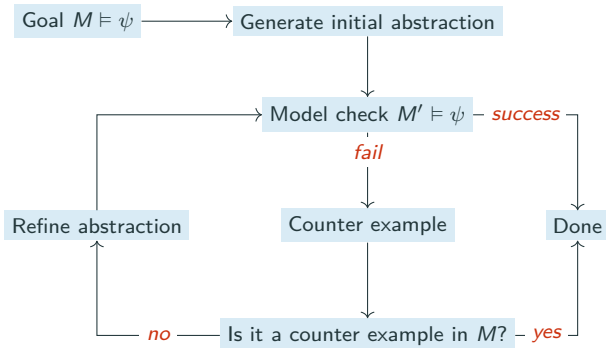 Goal M ⊨ ψ
Generate initial abstraction
Model check M′ ⊨ ψ
success
fail
Refine abstraction
Counter example
Done
no
Is it a counter example in M?
yes